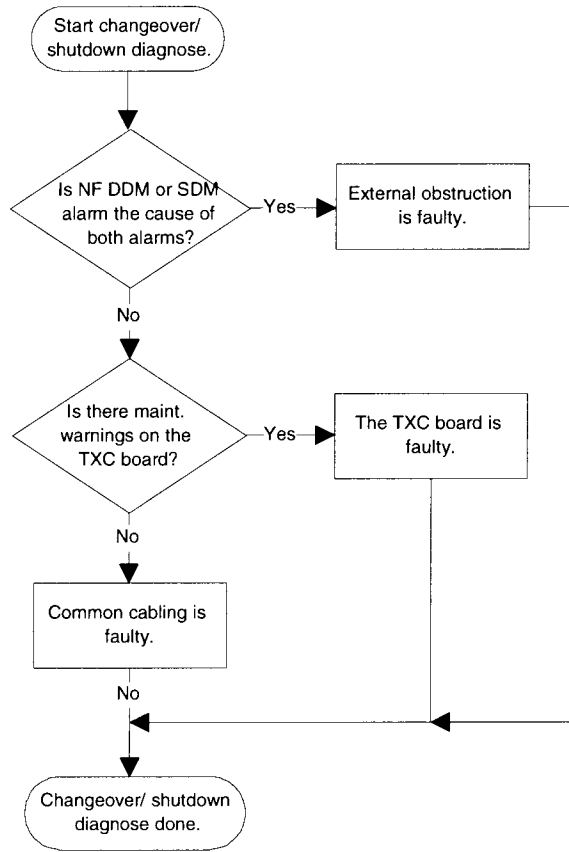 Start changeover/
shutdown diagnose.
Is NF DDM or SDM
alarm the cause of
both alarms?
Yes
External obstruction
is faulty.
No
Is there maint.
warnings on the
TXC board?
Yes
The TXC board is
faulty.
No
Common cabling is
faulty.
No
Changeover/ shutdown
diagnose done.